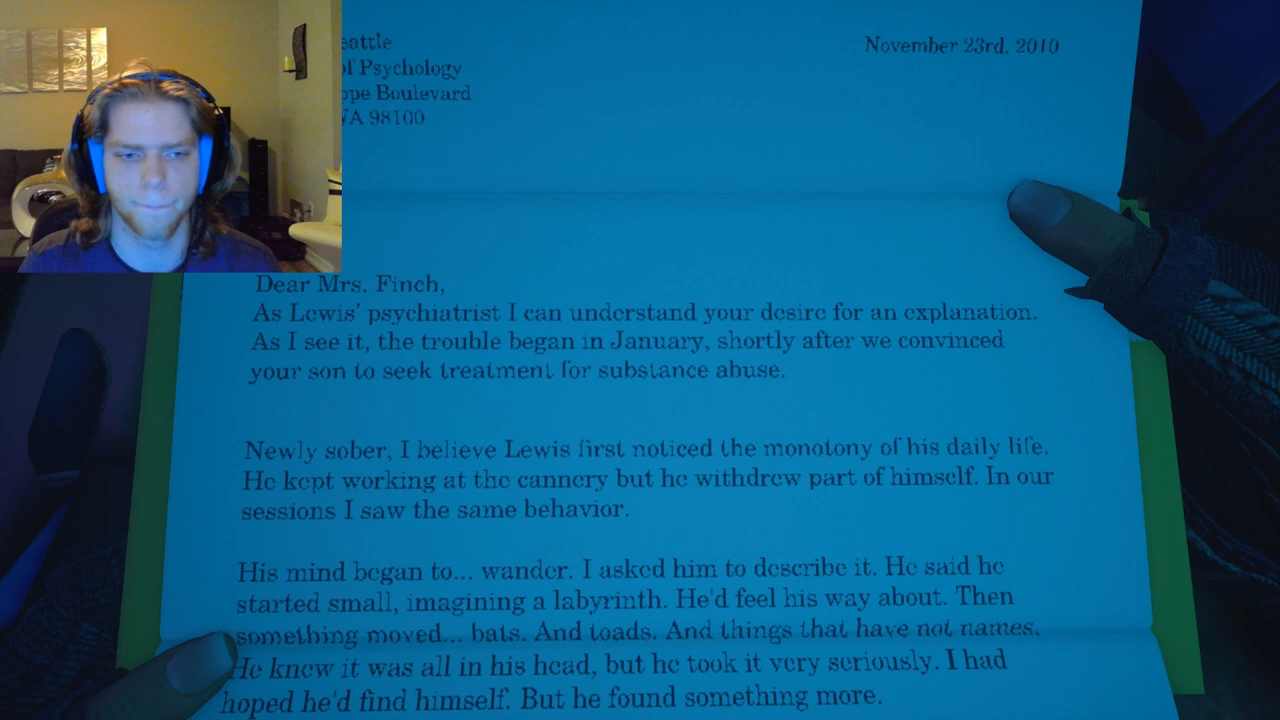 eattle
of Psychology
ope Boulevard
VA 98100
November 23rd, 2010
Dear Mrs. Finch,
As Lewis' psychiatrist I can understand your desire for an explanation.
As I see it, the trouble began in January, shortly after we convinced
your son to seek treatment for substance abuse.
Newly sober, I believe Lewis first noticed the monotony of his daily life.
He kept working at the cannery but he withdrew part of himself. In our
sessions I saw the same behavior.
His mind began to... wander. I asked him to describe it. He said he
started small, imagining a labyrinth. He'd feel his way about. Then
something moved... bats. And toads. And things that have not names.
He knew it was all in his head, but he took it very seriously. I had
hoped he'd find himself. But he found something more.